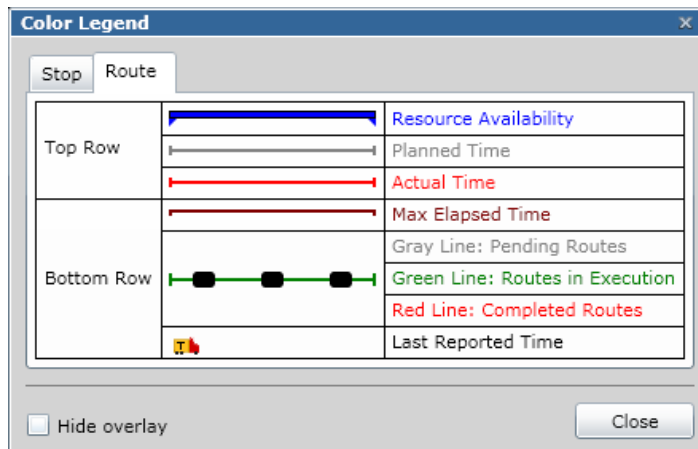 Color Legend
Stop
Route
Top Row
Resource Availability
Planned Time
Actual Time
Bottom Row
Max Elapsed Time
Gray Line: Pending Routes
Green Line: Routes in Execution
Red Line: Completed Routes
T
Last Reported Time
Hide overlay
Close